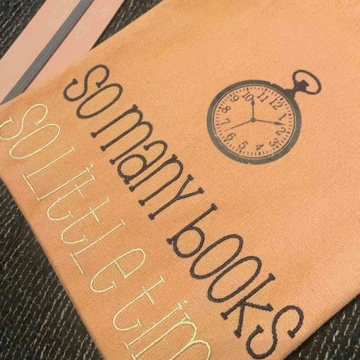 so many books
so little tim